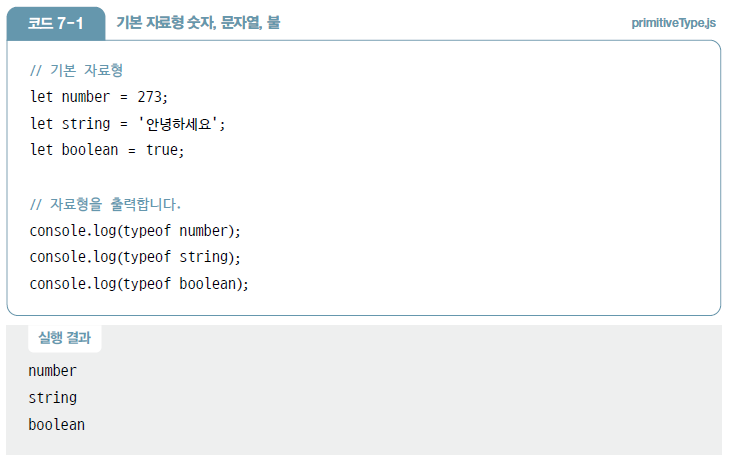 코드 7-1 기본 자료형 숫자, 문자열, 불 primitiveType.js
// 기본 자료형
let number = 273;
let string = '안녕하세요';
let boolean = true;
// 자료형을 출력합니다.
console.log(typeof number);
console.log(typeof string);
console.log(typeof boolean);
실행 결과
number
string
boolean